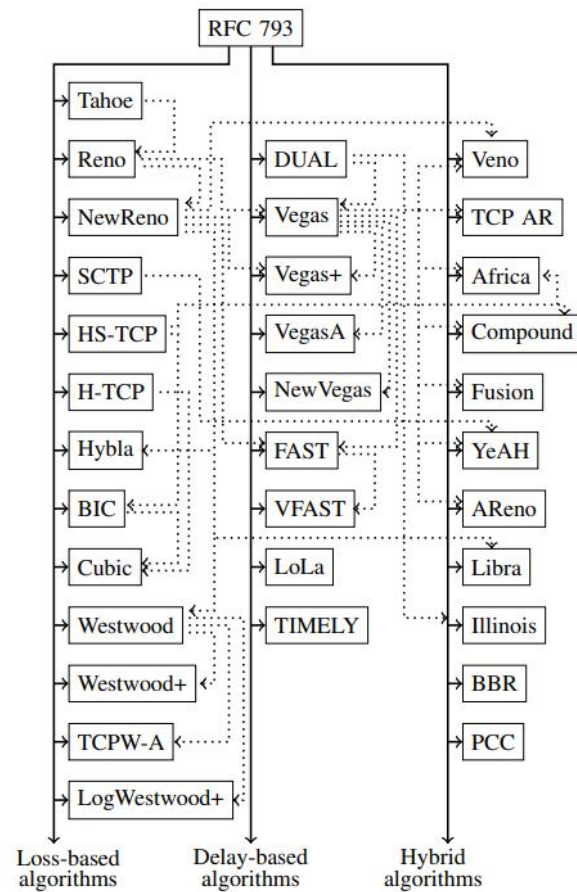 RFC 793
Tahoe
Reno
NewReno
SCTP
HS-TCP
H-TCP
Hybla
BIC
Cubic
Westwood
Westwood+
TCPW-A
LogWestwood+
Loss-based
algorithms
DUAL
Vegas
Vegas+
VegasA
NewVegas
FAST
VFAST
LoLa
TIMELY
Delay-based
algorithms
Veno
TCP AR
Africa
Compound
Fusion
YeAH
AReno
Libra
Illinois
BBR
PCC
Hybrid
algorithms